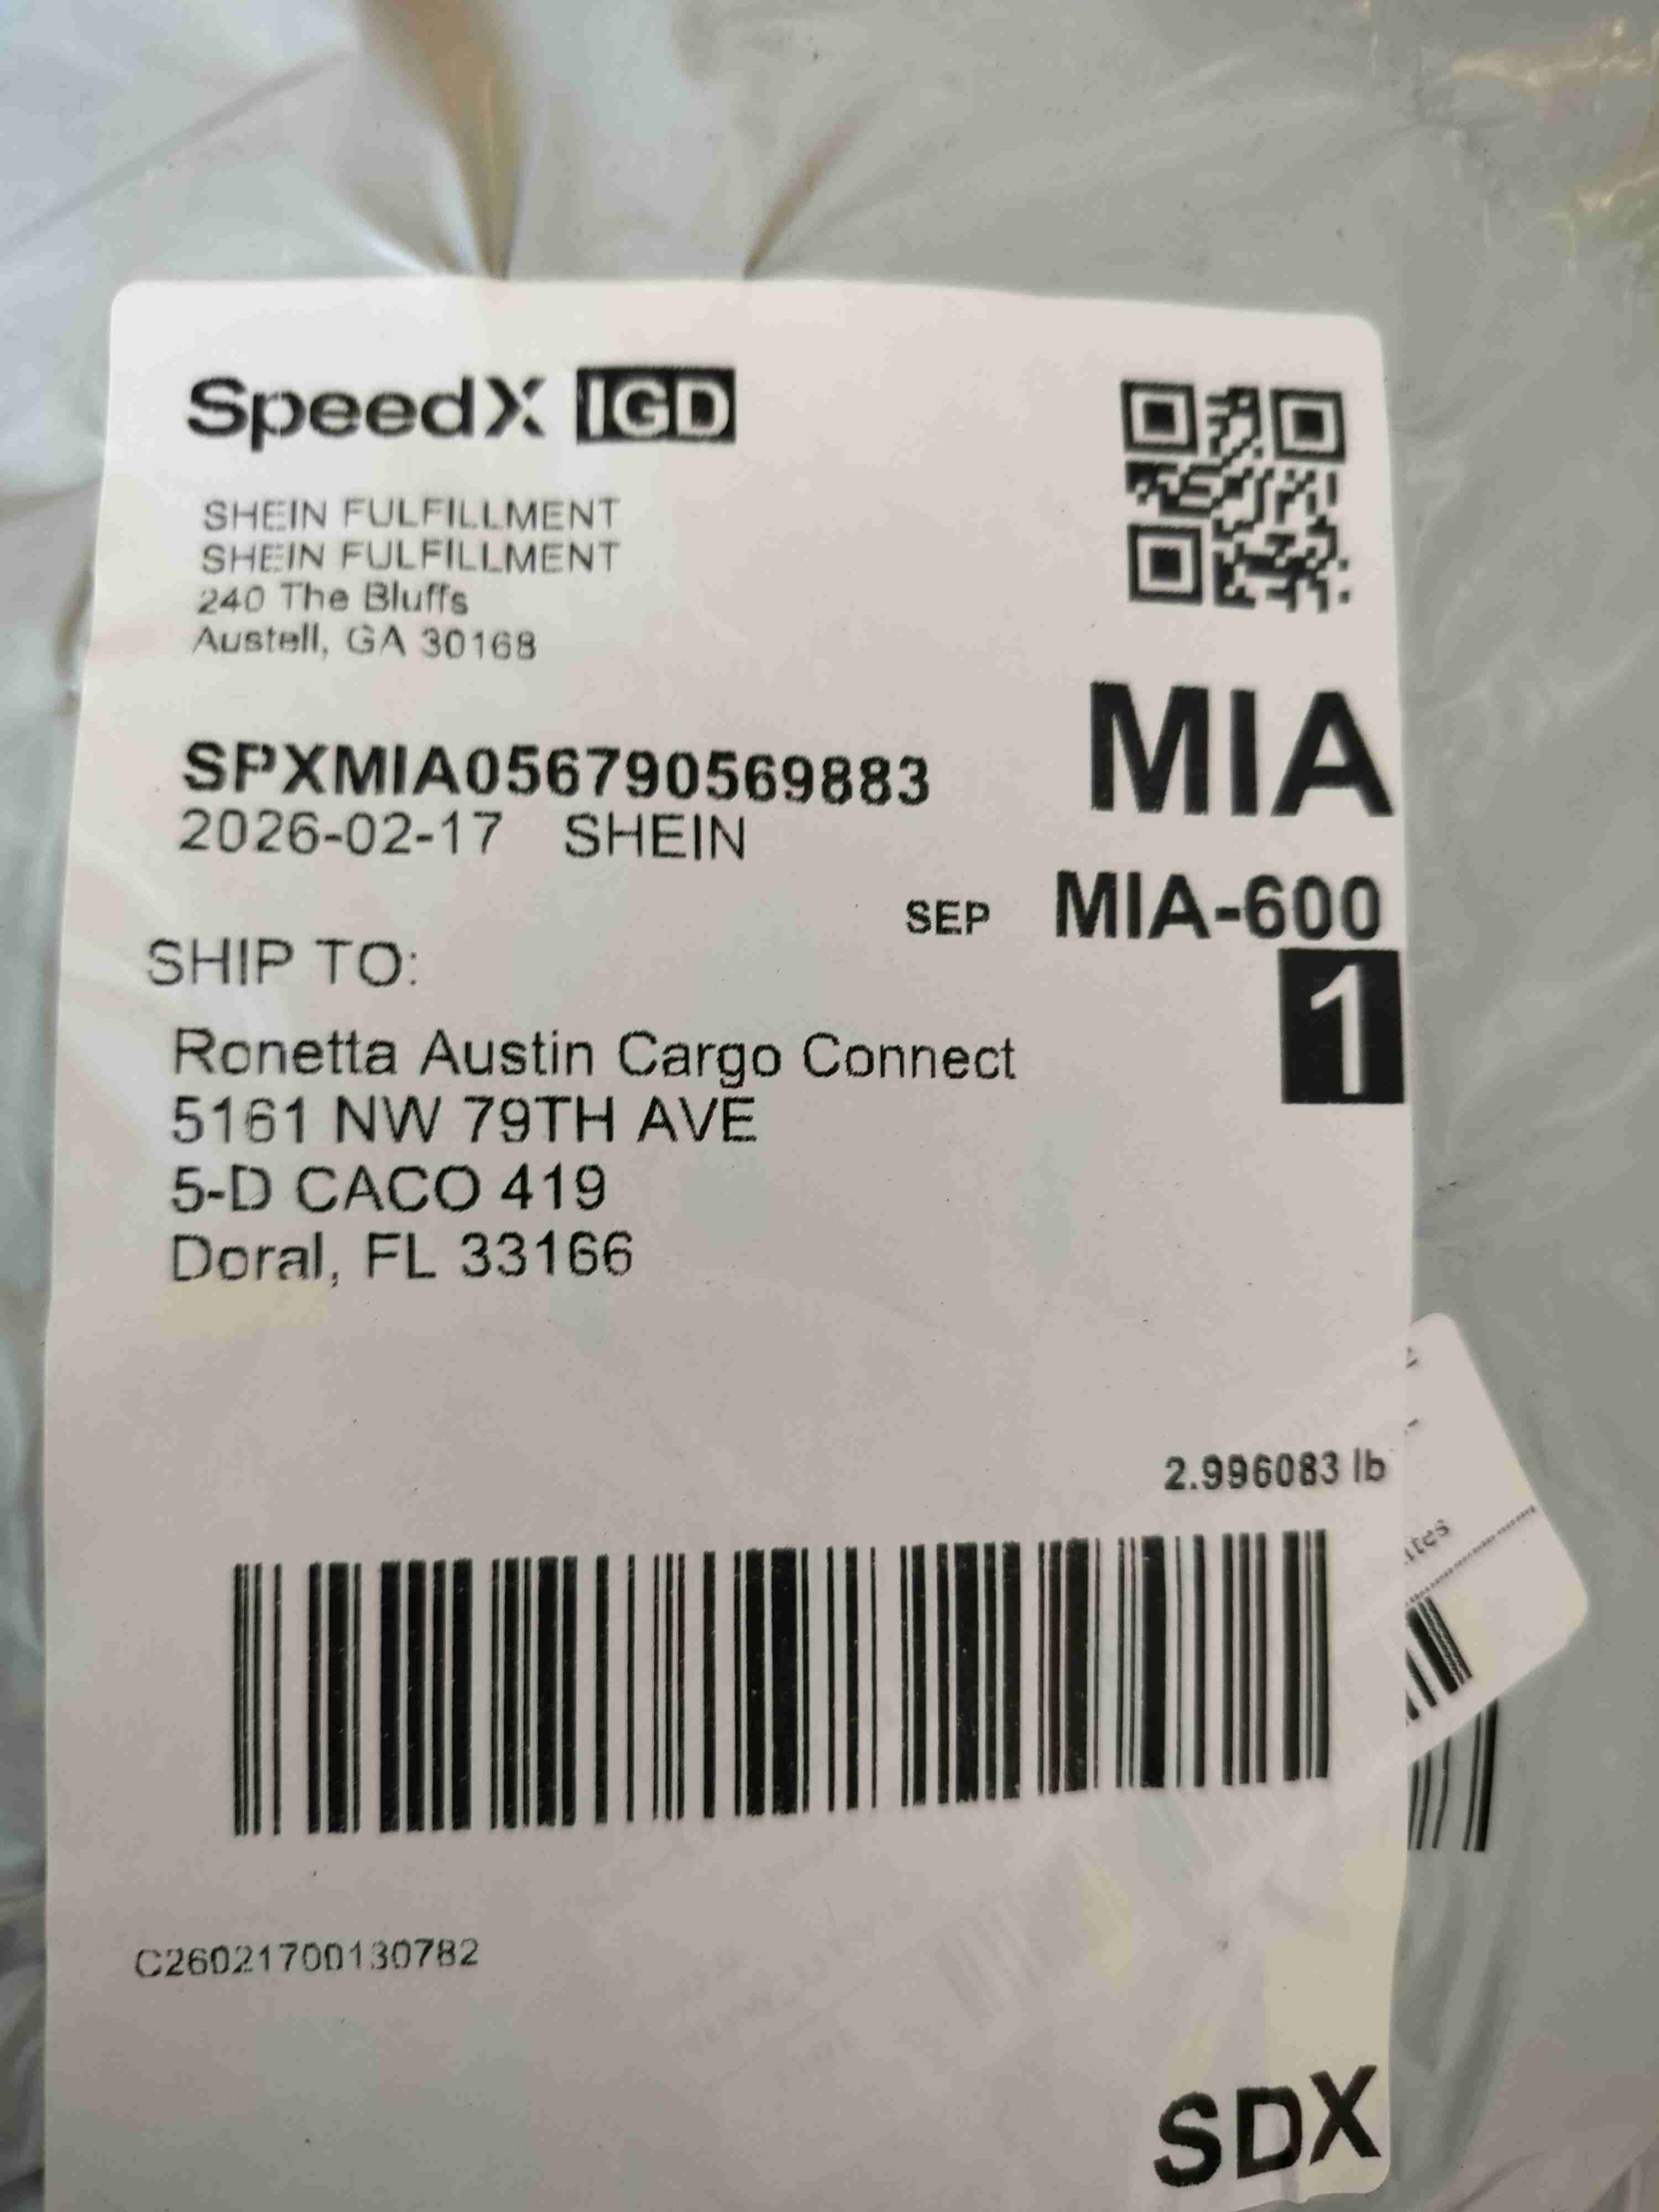 SpeedX IGD
SHEIN FULFILLMENT
SHEIN FULFILLMENT
240 The Bluffs
Austell, GA 30168
MIA
SPXMIA056790569883
2026-02-17 SHEIN
SEP MIA-600
1
SHIP TO:
Ronetta Austin Cargo Connect
5161 NW 79TH AVE
5-D CACO 419
Doral, FL 33166
2.996083 lb
C26021700130782
SDX